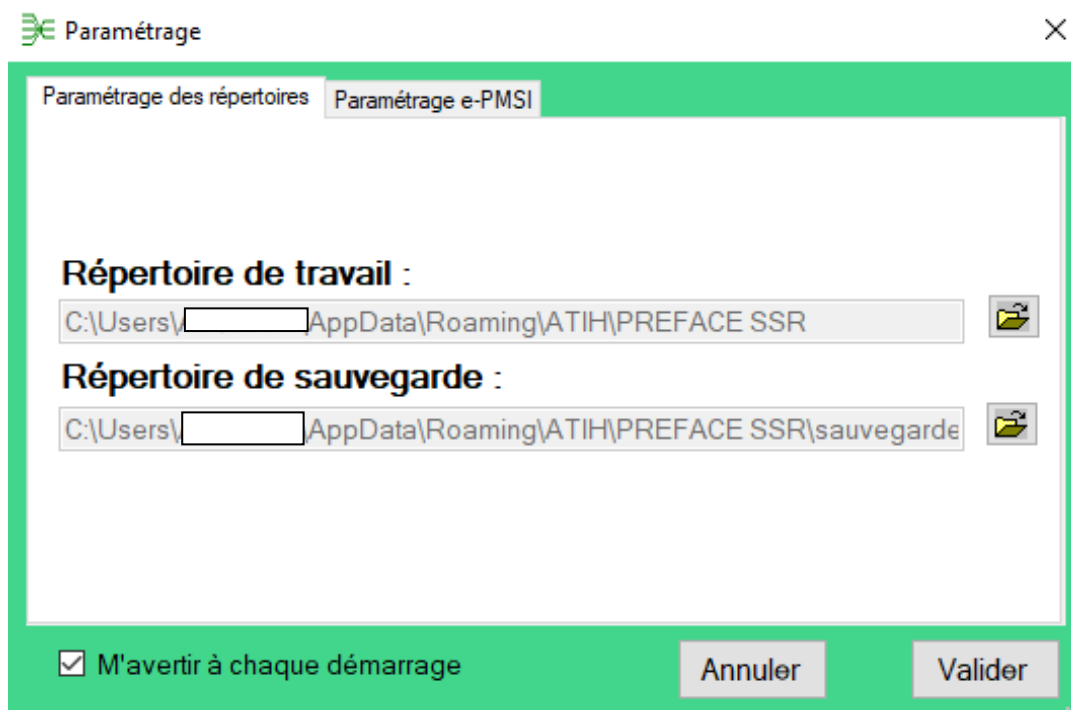 Paramétrage
Paramétrage des répertoires Paramétrage e-PMSI
Répertoire de travail :
C:\Users\ AppData\Roaming\ATIH\PREFACE SSR
Répertoire de sauvegarde :
C:\Users\ AppData\Roaming\ATIH\PREFACE SSR\sauvegarde
M'avertir à chaque démarrage Annuler Valider